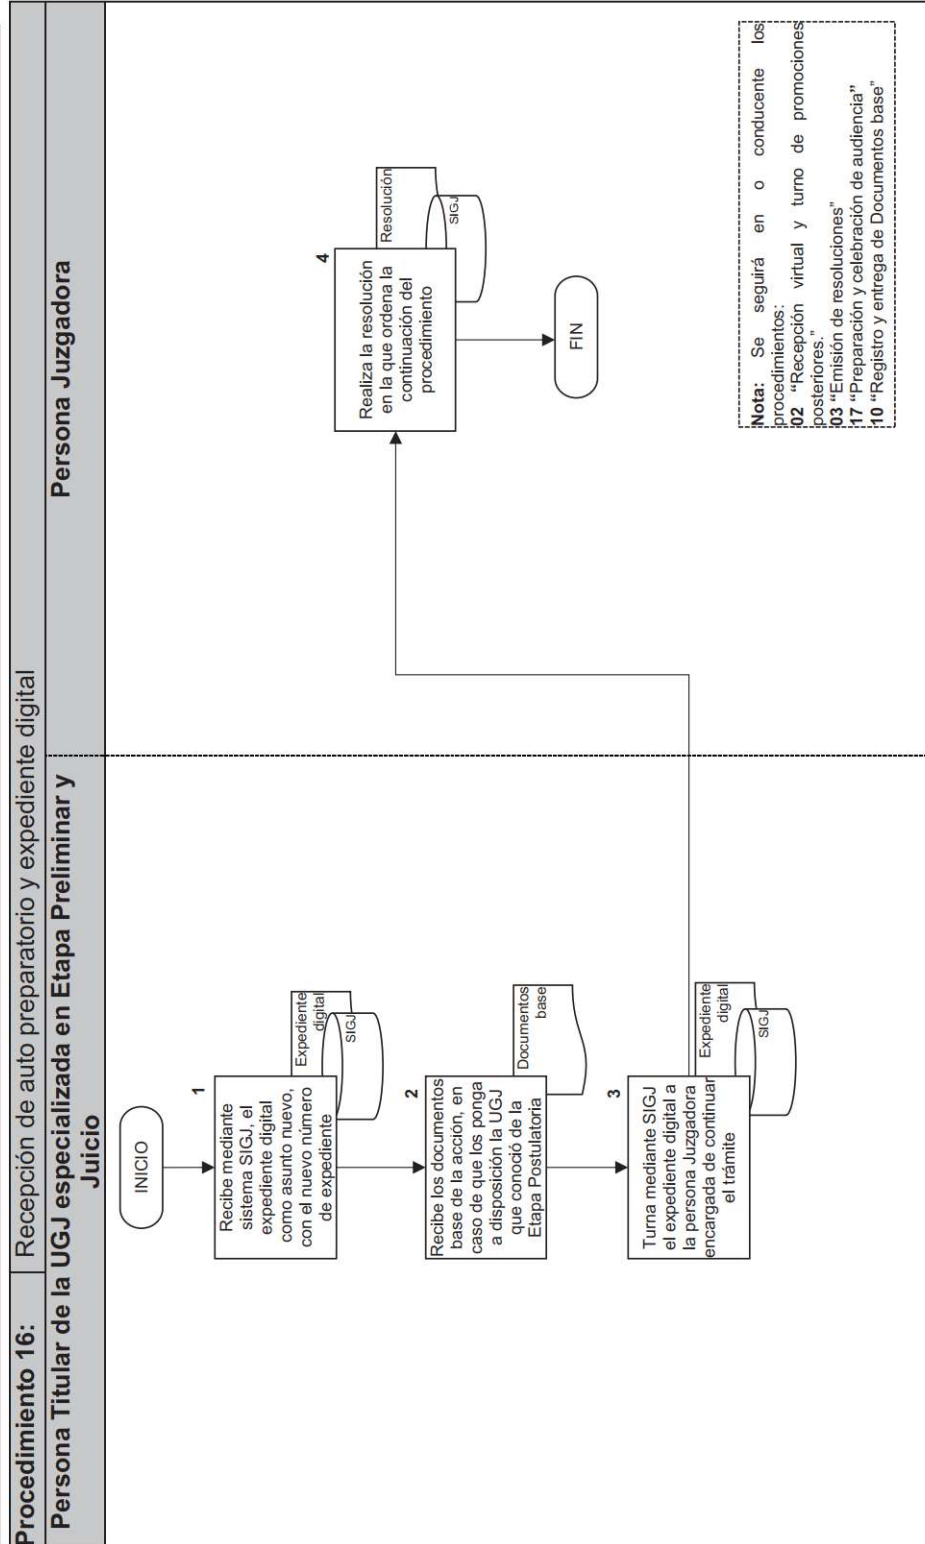 Procedimiento 16:
Recepción de auto preparatorio y expediente digital
Persona Titular de la UGJ especializada en Etapa Preliminar y
Juicio
Persona Juzgadora
INICIO
1
Recibe mediante
sistema SIGJ, el
expediente digital
como asunto nuevo,
con el nuevo número
de expediente
Expediente
digital
SIGJ
2
Recibe los documentos
base de la acción, en
caso de que los ponga
a disposición la UGJ
que conoció de la
Etapa Postulatoria
Documentos
base
3
Turna mediante SIGJ
el expediente digital a
la persona Juzgadora
encargada de continuar
el trámite
Expediente
digital
SIGJ
4
Realiza la resolución
en la que ordena la
continuación del
procedimiento
Resolución
SIGJ
FIN
Nota: Se seguirá en o conducente los
procedimientos:
02 “Recepción virtual y turno de promociones
posteriores.”
03 “Emisión de resoluciones”
17 “Preparación y celebración de audiencia”
10 “Registro y entrega de Documentos base”